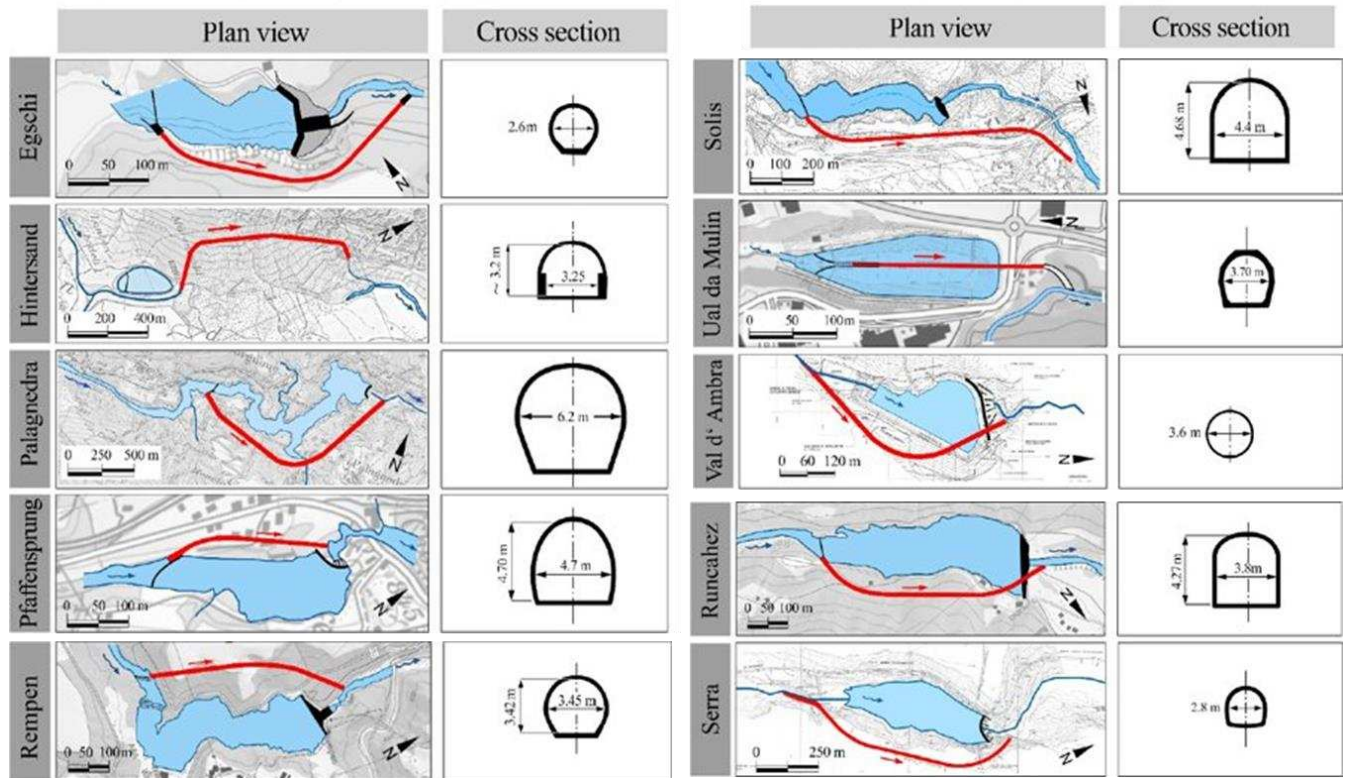 Plan view
Cross section
Egschi
0 50 100 m
N
2.6m
Hintersand
0 200 400m
N
~ 3.2 m
3.25
Palagnedra
0 250 500 m
N
6.2 m
Pfaffensprung
0 50 100 m
N
4.70 m
4.7 m
Rempen
0 50 100m
N
3.42 m
3.45 m
Plan view
Cross section
Solis
0 100 200 m
N
4.68 m
4.4 m
Ual da Mulin
0 50 100m
N
3.70 m
Val d' Ambra
0 60 120 m
N
3.6 m
Runcahez
0 50 100 m
N
4.27 m
3.8m
Serra
0 250 m
N
2.8 m